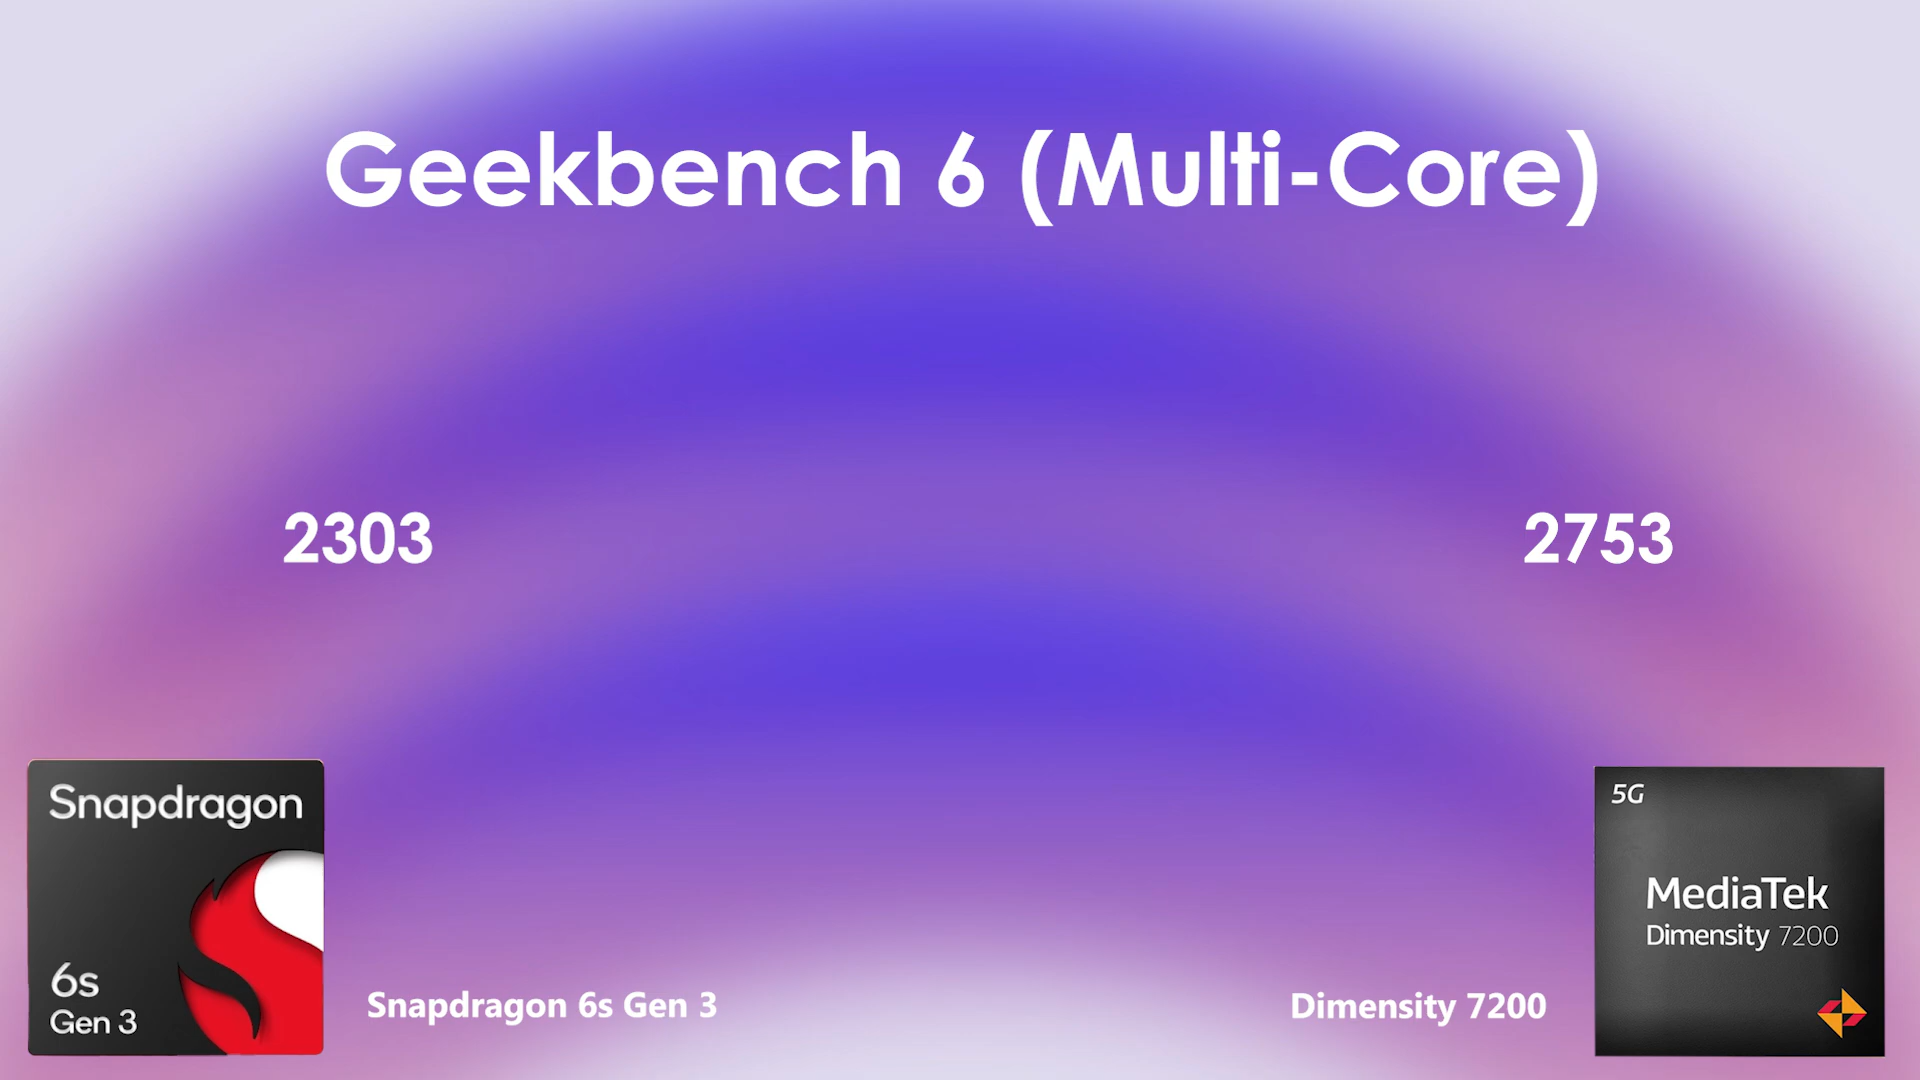 Geekbench 6 (Multi-Core)
2303
2753
Snapdragon
6s
Gen 3
Snapdragon 6s Gen 3
Dimensity 7200
5G
MediaTek
Dimensity 7200